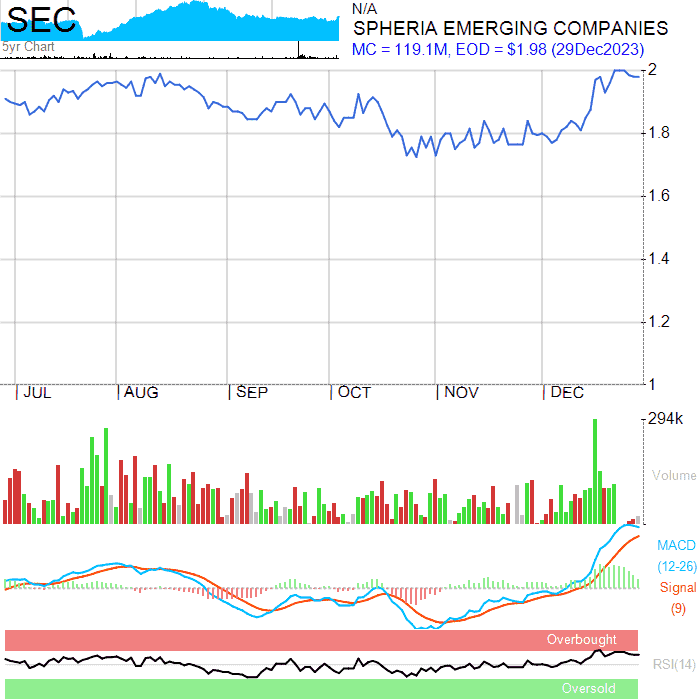 SEC
5yr Chart
N/A
SPHERIA EMERGING COMPANIES
MC = 119.1M, EOD = $1.98 (29Dec2023)
2
1.8
1.6
1.4
1.2
1
JUL AUG SEP OCT NOV DEC
294k
Volume
MACD
(12-26)
Signal
(9)
Overbought
RSI(14)
Oversold